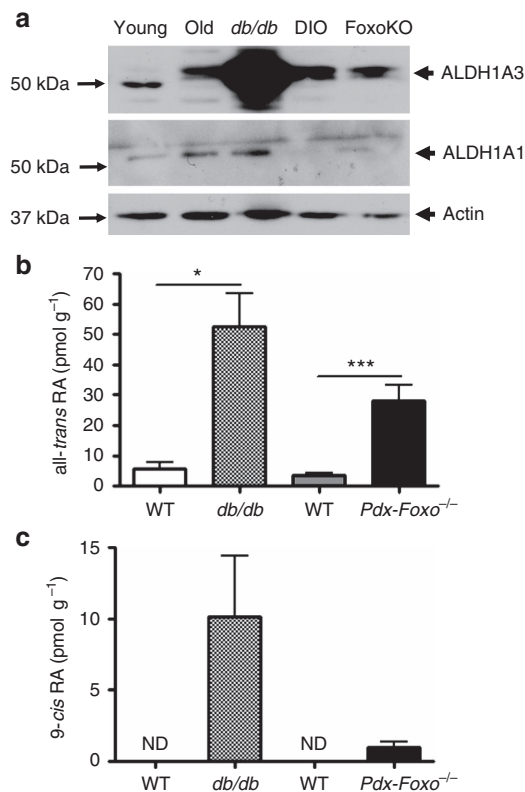 a
Young Old db/db DIO FoxoKO
50 kDa ALDH1A3
50 kDa ALDH1A1
37 kDa Actin
b
70
60
50
40
30
20
10
0
all-trans RA (pmol g⁻¹)
* ***
WT db/db WT Pdx-Foxo⁻/⁻
c
15
10
5
0
9-cis RA (pmol g⁻¹)
ND ND
WT db/db WT Pdx-Foxo⁻/⁻